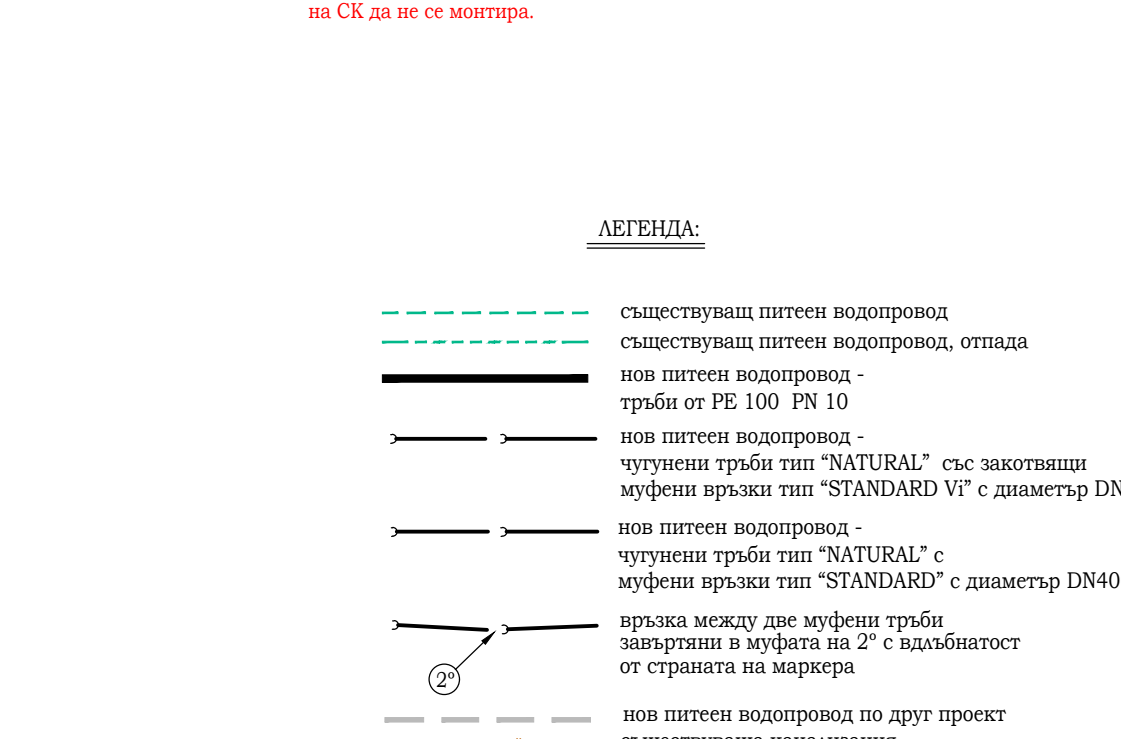 на СК да не се монтира.
ЛЕГЕНДА:
съществуващ питеен водопровод
съществуващ питеен водопровод, отпада
нов питеен водопровод -
тръби от PE 100 PN 10
нов питеен водопровод -
чугунени тръби тип “NATURAL” със закотвящи
муфени връзки тип “STANDARD Vi” с диаметър DN
нов питеен водопровод -
чугунени тръби тип “NATURAL” с
муфени връзки тип “STANDARD” с диаметър DN40
връзка между две муфени тръби
завъртяни в муфата на 2° с вдлъбнатост
от страната на маркера
2°
нов питеен водопровод по друг проект